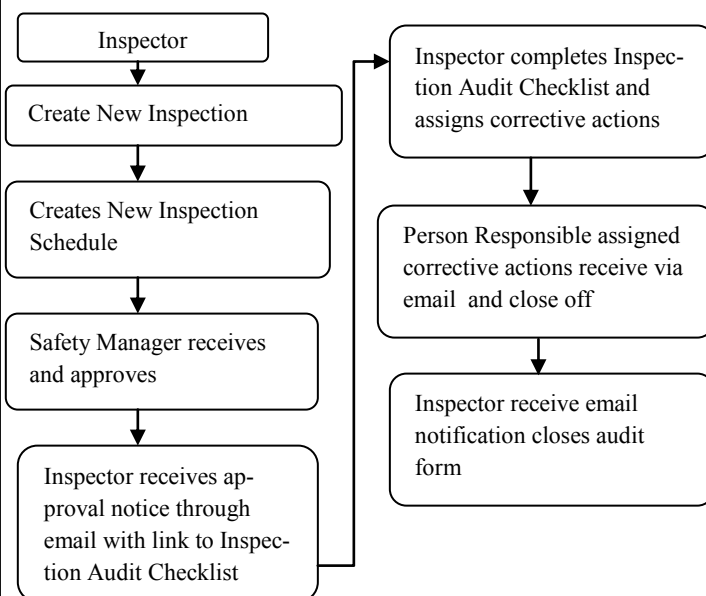 Inspector
Create New Inspection
Creates New Inspection
Schedule
Safety Manager receives
and approves
Inspector receives ap-
proval notice through
email with link to Inspec-
tion Audit Checklist
Inspector completes Inspec-
tion Audit Checklist and
assigns corrective actions
Person Responsible assigned
corrective actions receive via
email and close off
Inspector receive email
notification closes audit
form